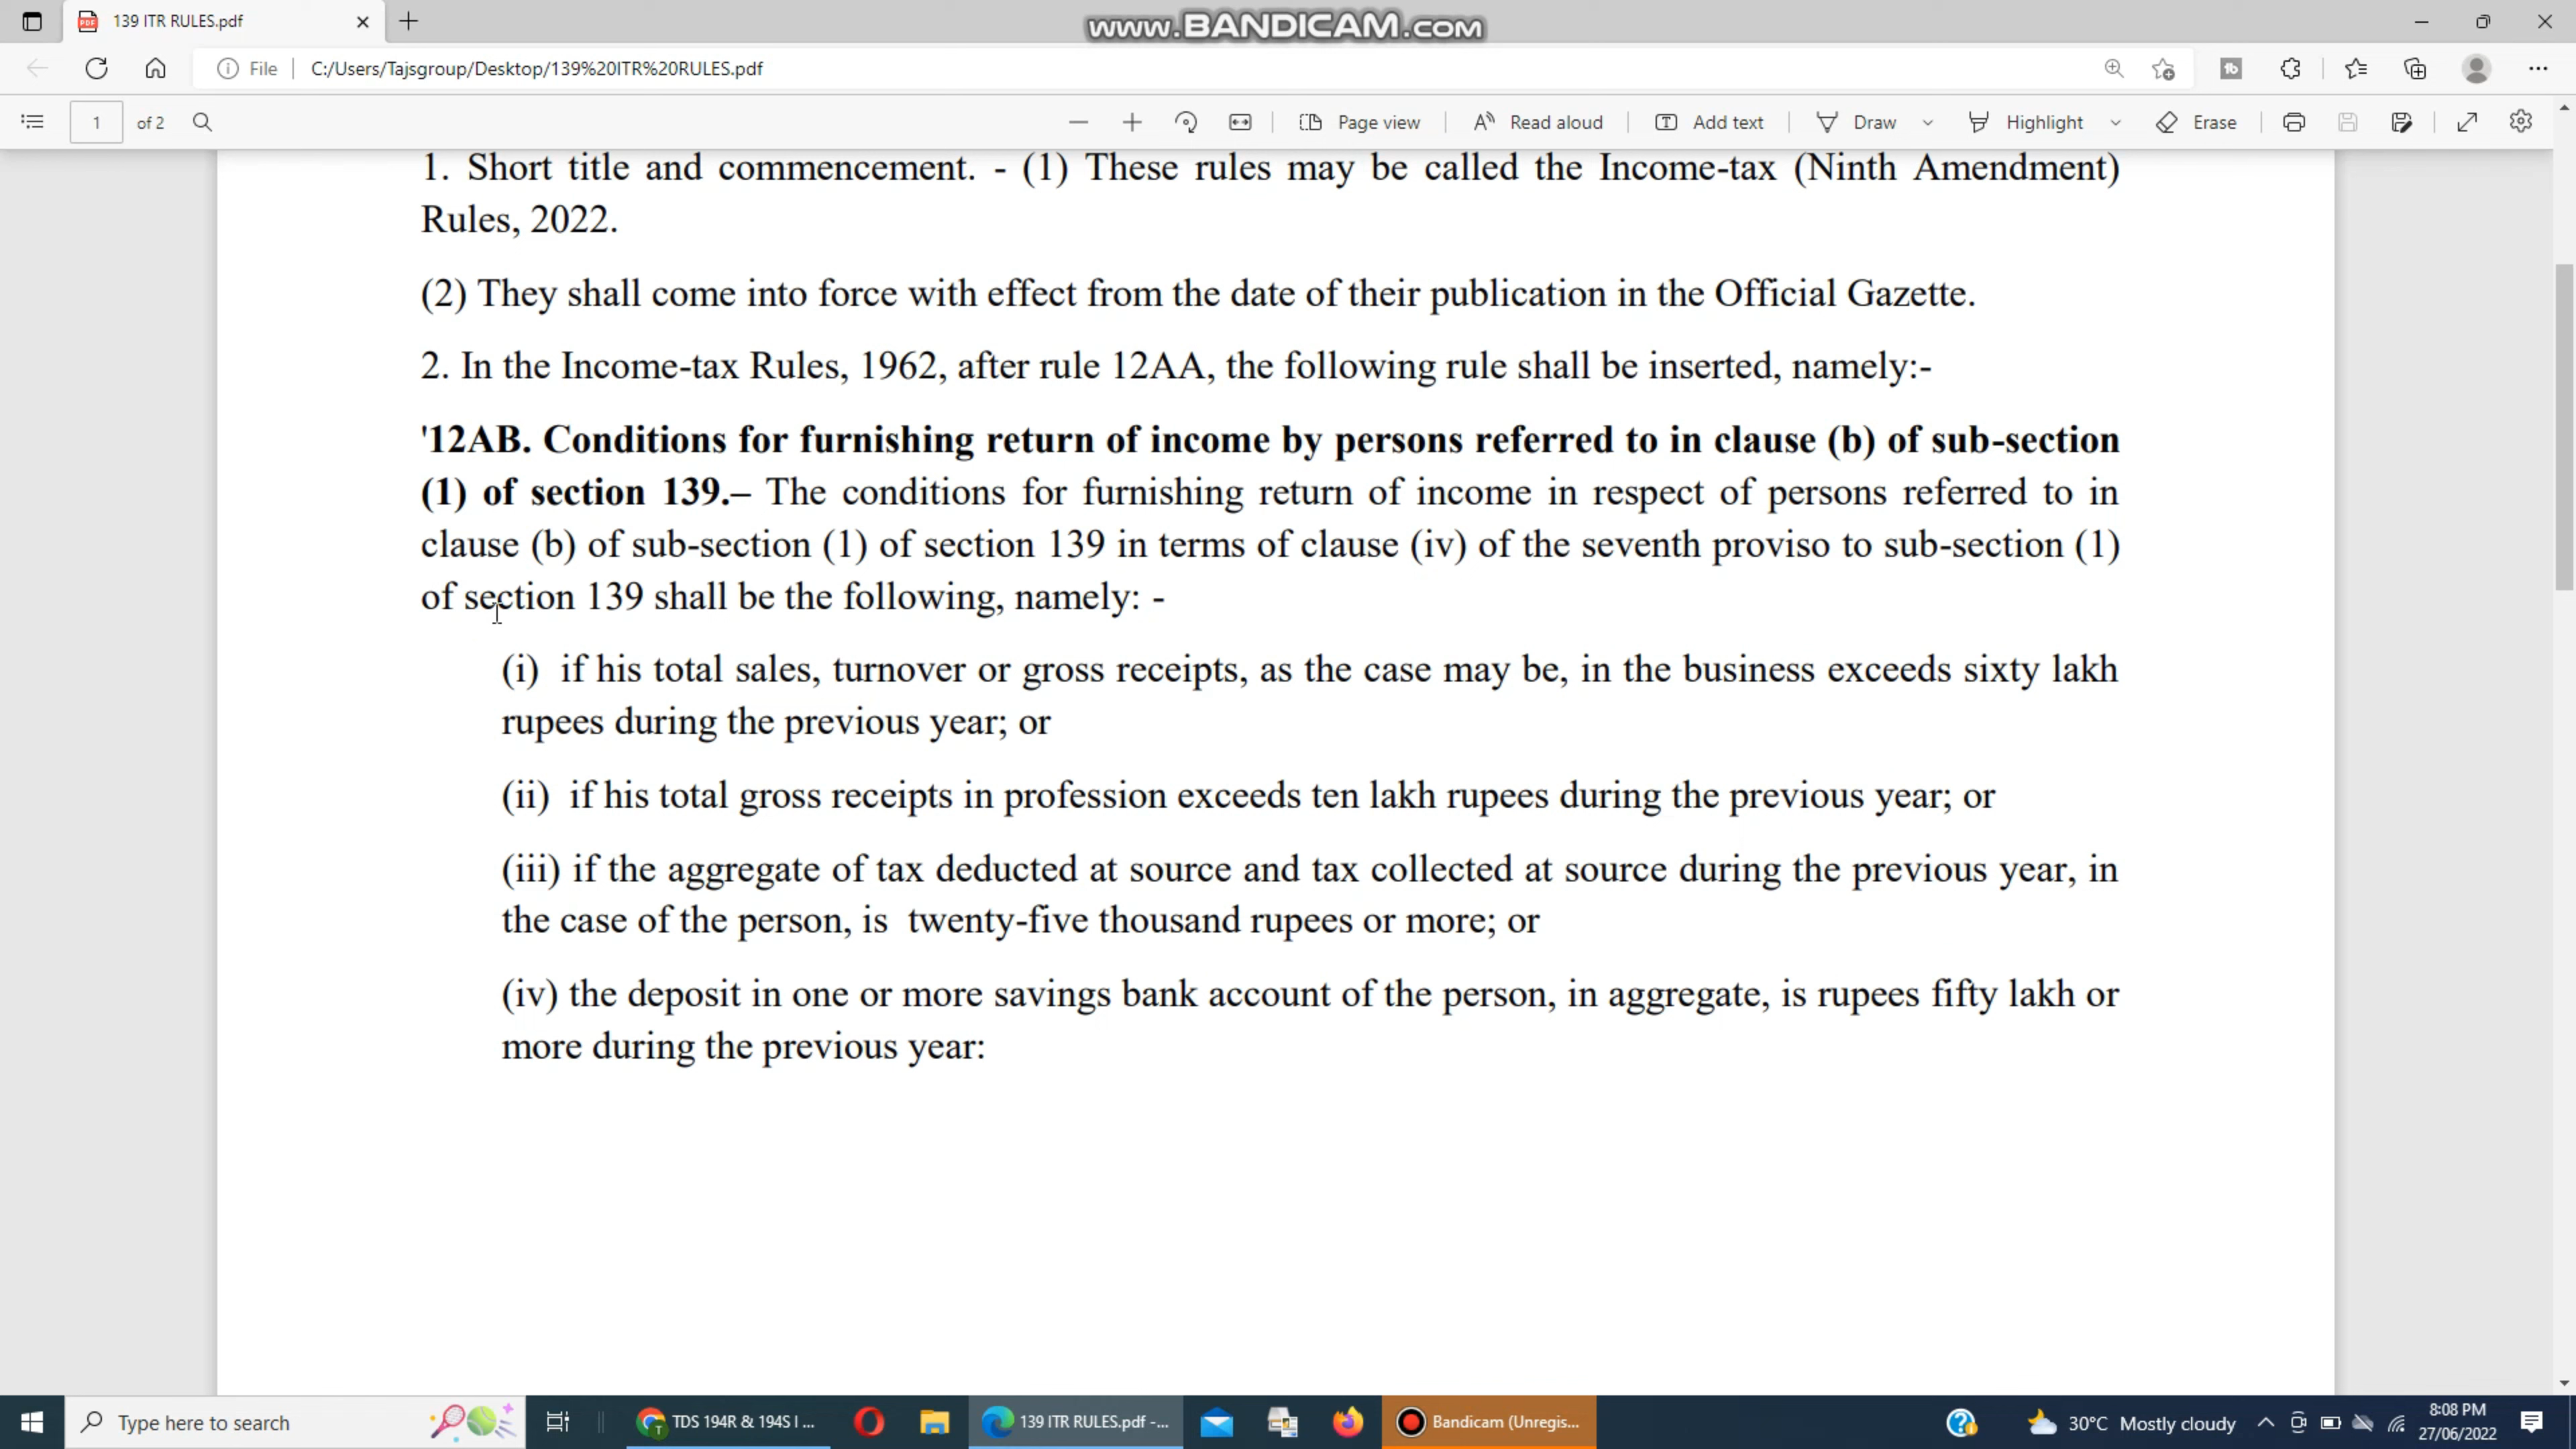 139 ITR RULES.pdf
www.BANDICAM.com
File
C:/Users/Tajsgroup/Desktop/139%20ITR%20RULES.pdf
1 of 2
Page view
Read aloud
Add text
Draw
Highlight
Erase
1. Short title and commencement. - (1) These rules may be called the Income-tax (Ninth Amendment)
Rules, 2022.
(2) They shall come into force with effect from the date of their publication in the Official Gazette.
2. In the Income-tax Rules, 1962, after rule 12AA, the following rule shall be inserted, namely:-
'12AB. Conditions for furnishing return of income by persons referred to in clause (b) of sub-section
(1) of section 139.– The conditions for furnishing return of income in respect of persons referred to in
clause (b) of sub-section (1) of section 139 in terms of clause (iv) of the seventh proviso to sub-section (1)
of section 139 shall be the following, namely: -
(i) if his total sales, turnover or gross receipts, as the case may be, in the business exceeds sixty lakh
rupees during the previous year; or
(ii) if his total gross receipts in profession exceeds ten lakh rupees during the previous year; or
(iii) if the aggregate of tax deducted at source and tax collected at source during the previous year, in
the case of the person, is twenty-five thousand rupees or more; or
(iv) the deposit in one or more savings bank account of the person, in aggregate, is rupees fifty lakh or
more during the previous year:
Type here to search
TDS 194R & 194S I ...
139 ITR RULES.pdf -...
Bandicam (Unregis...
30°C Mostly cloudy
8:08 PM
27/06/2022